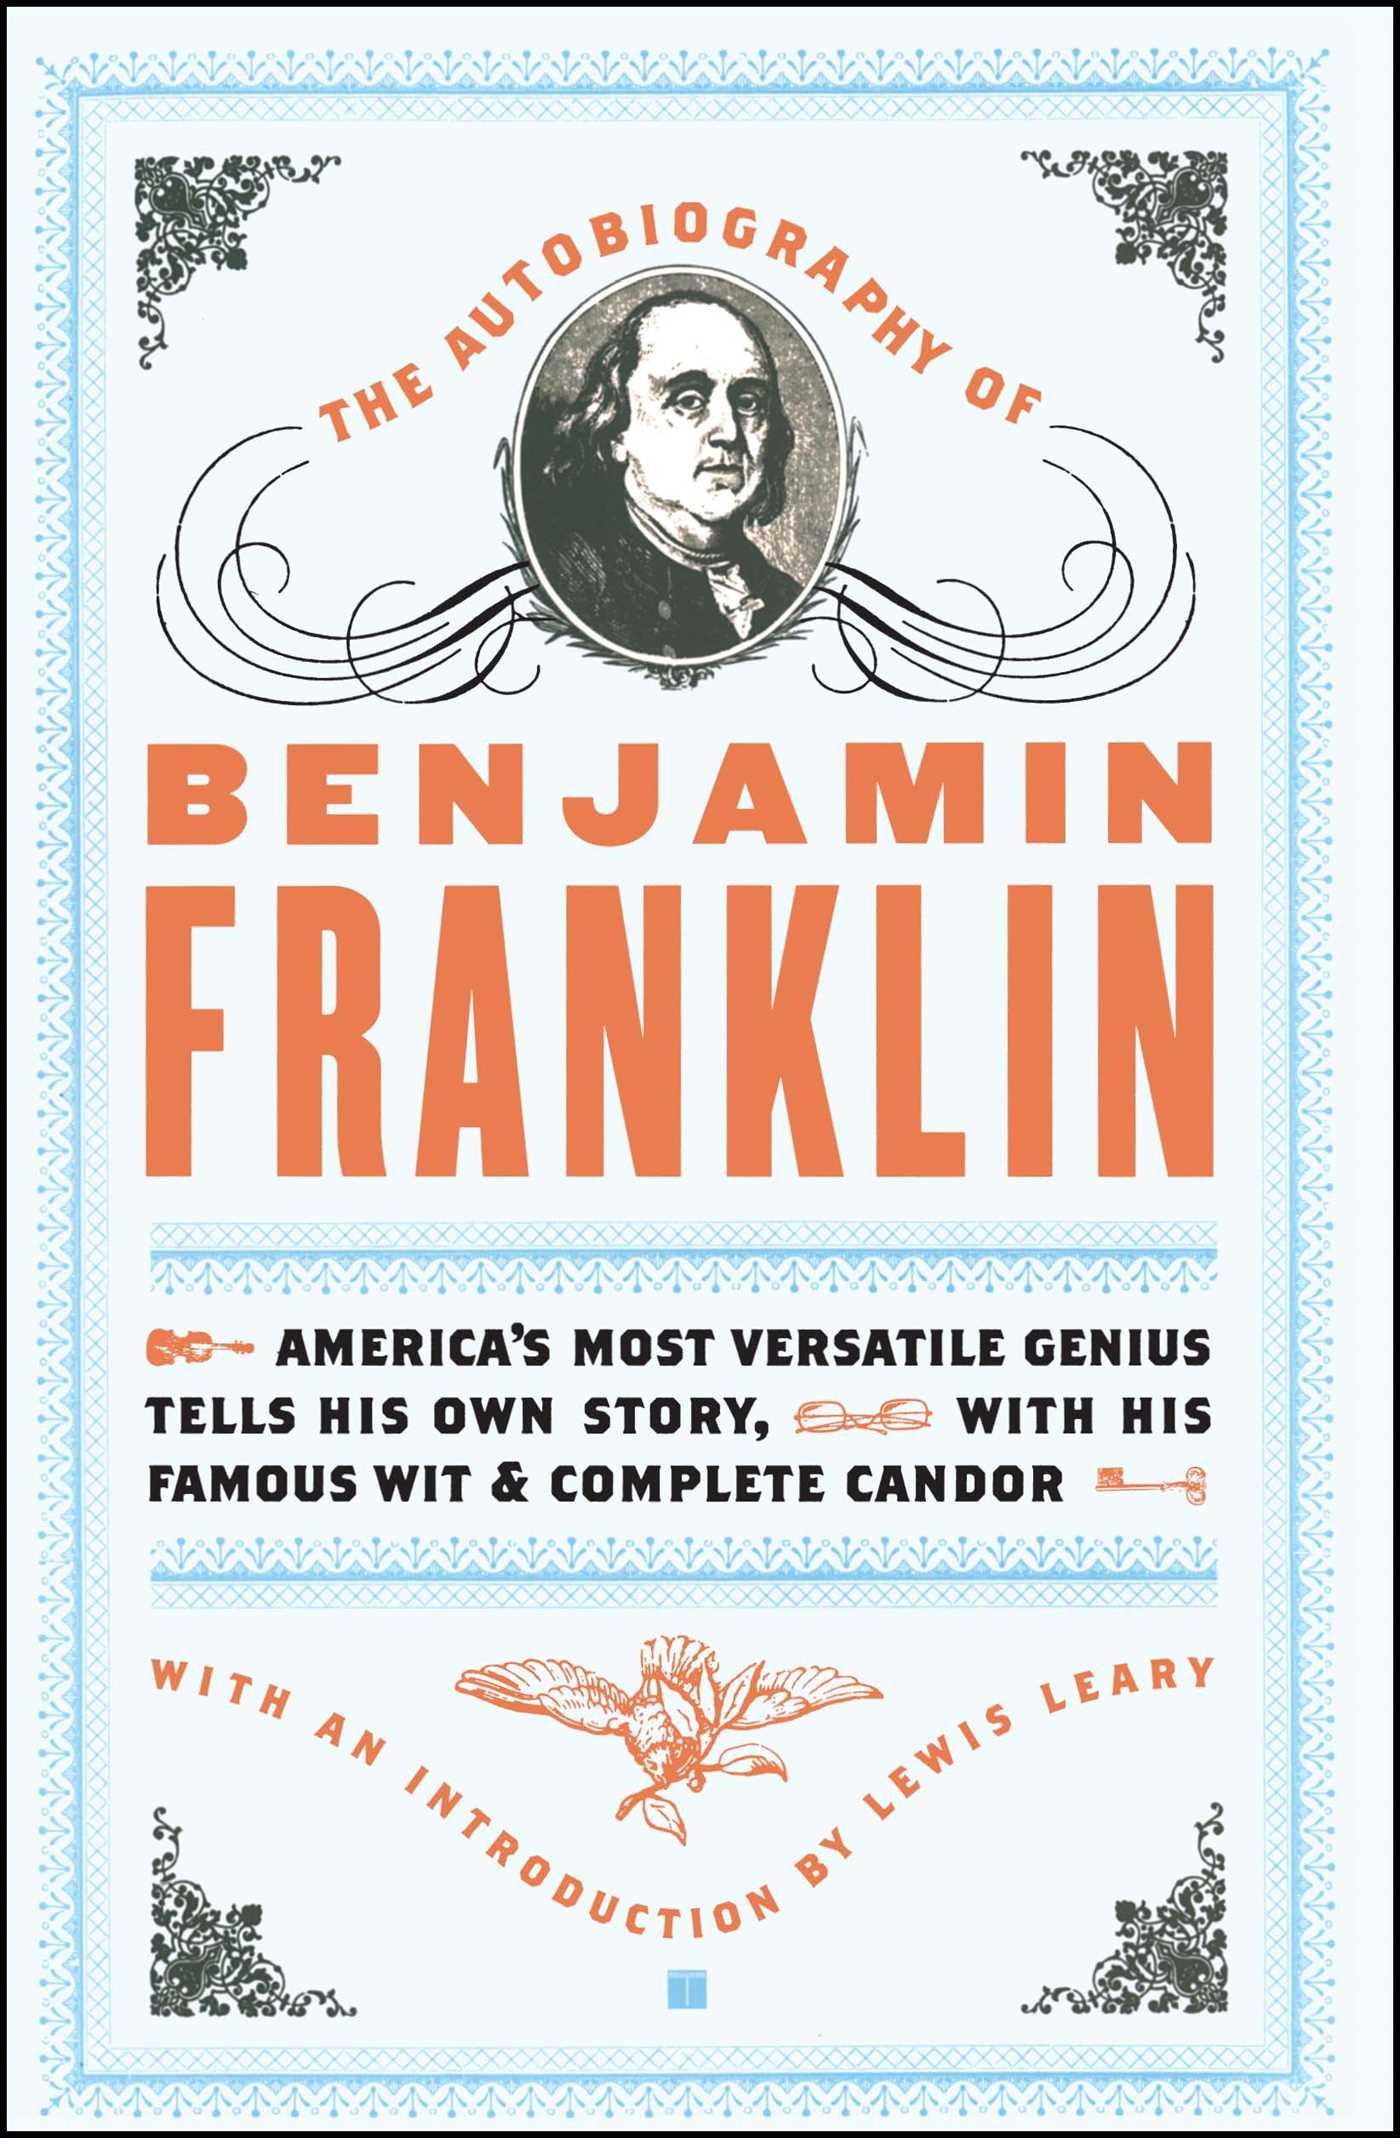 THE AUTOBIOGRAPHY OF
BENJAMIN
FRANKLIN
AMERICA'S MOST VERSATILE GENIUS
TELLS HIS OWN STORY, WITH HIS
FAMOUS WIT & COMPLETE CANDOR
WITH AN INTRODUCTION BY LEWIS LEARY
T